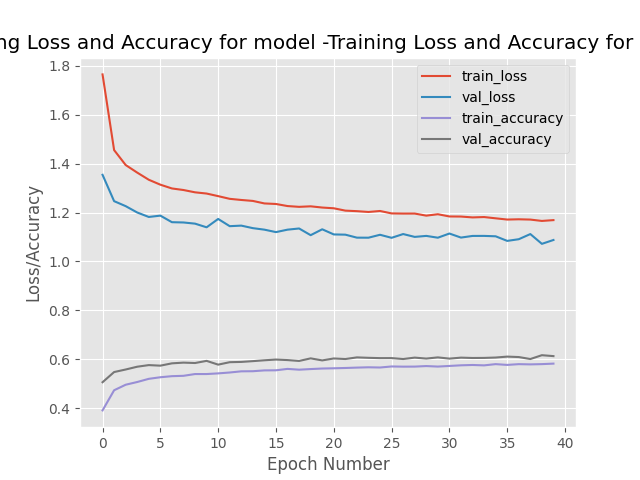 ng Loss and Accuracy for model -Training Loss and Accuracy for
1.8
1.6
1.4
1.2
1.0
0.8
0.6
0.4
Loss/Accuracy
train_loss
val_loss
train_accuracy
val_accuracy
0 5 10 15 20 25 30 35 40
Epoch Number